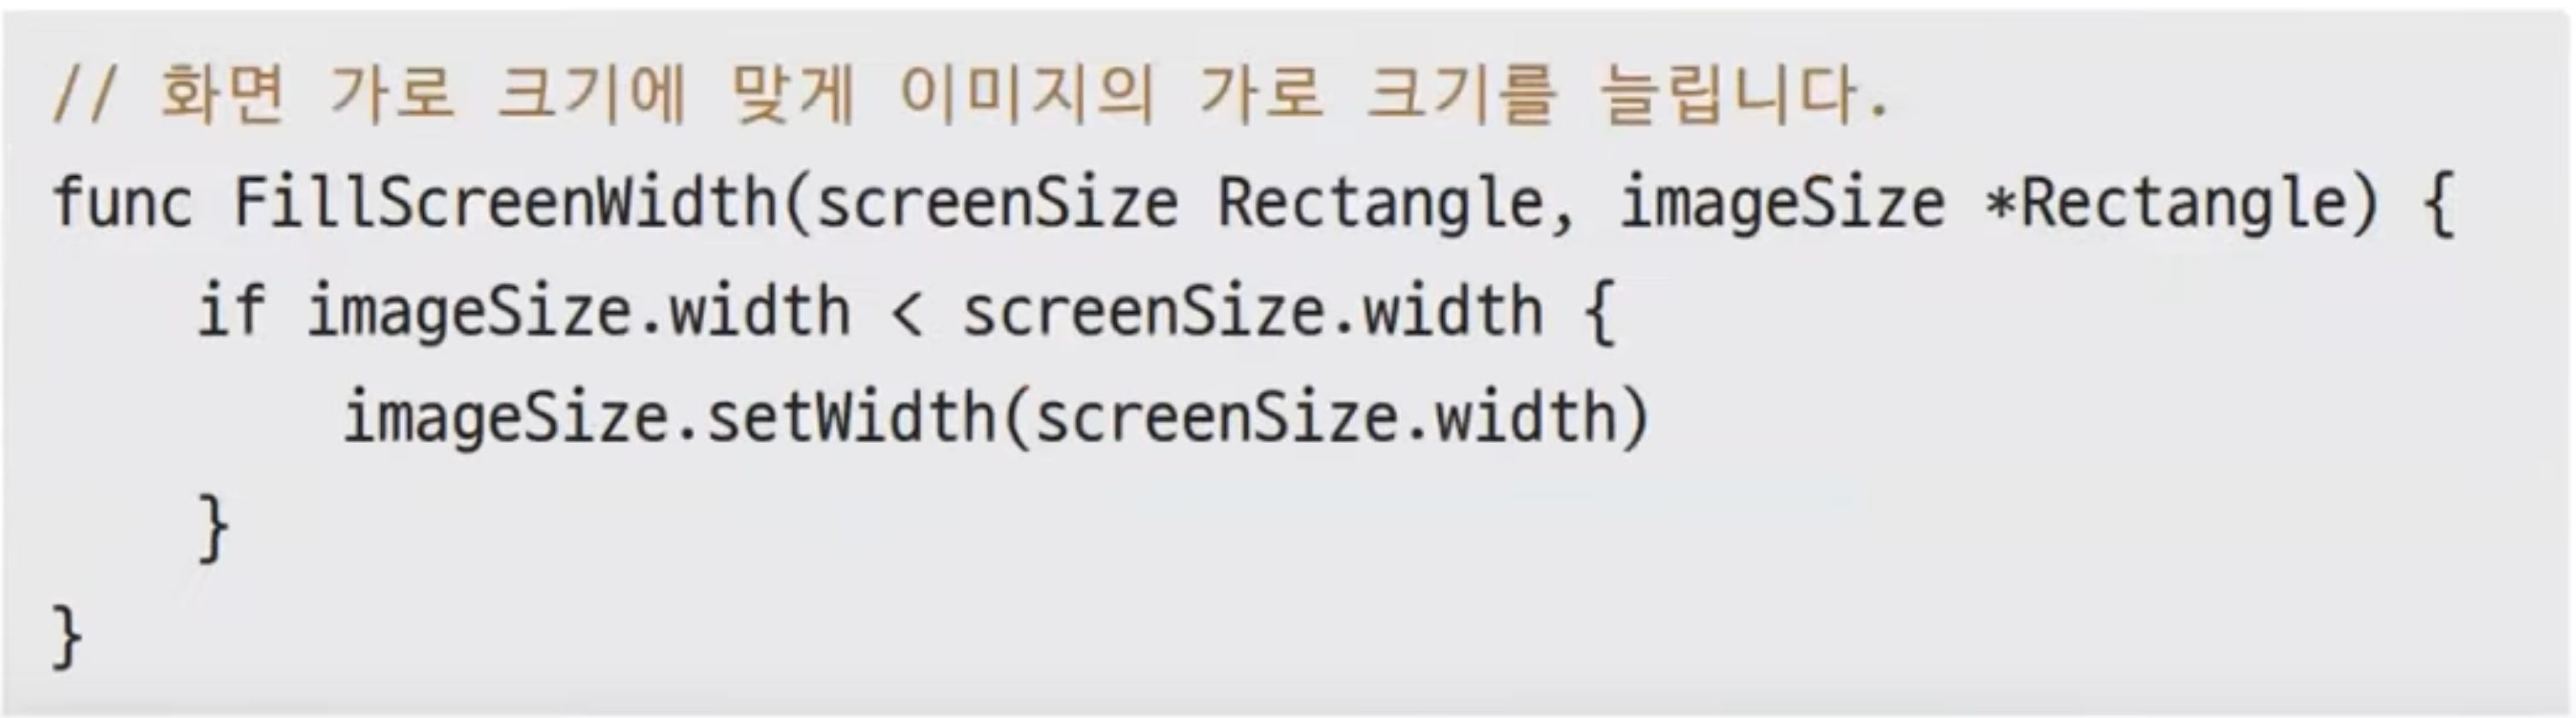 // 화면 가로 크기에 맞게 이미지의 가로 크기를 늘립니다.
func FillScreenWidth(screenSize Rectangle, imageSize *Rectangle) {
    if imageSize.width < screenSize.width {
        imageSize.setWidth(screenSize.width)
    }
}